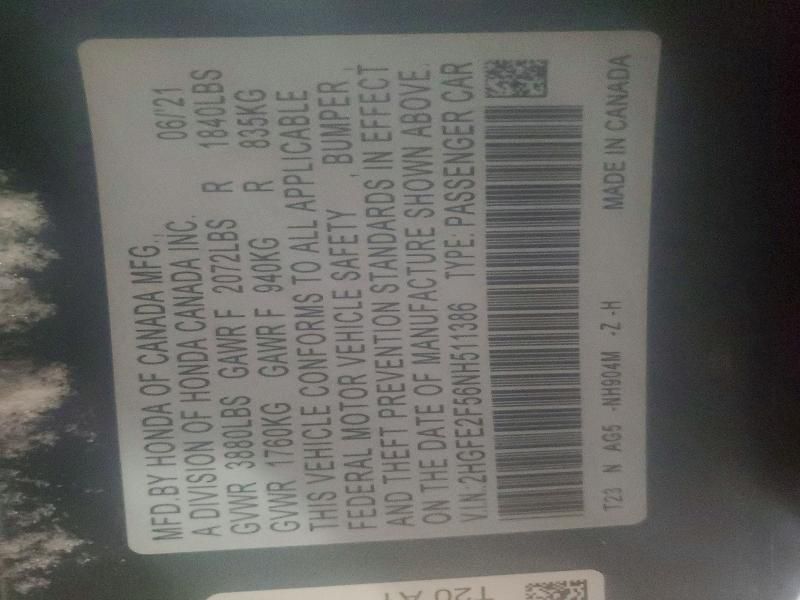 MFD.BY HONDA OF CANADA MFG., 06/'21
A DIVISION OF HONDA CANADA INC.
GVWR 3880LBS GAWR F 2072LBS R 1840LBS
GVWR 1760KG GAWR F 940KG R 835KG
THIS VEHICLE CONFORMS TO ALL APPLICABLE
FEDERAL MOTOR VEHICLE SAFETY , BUMPER ,
AND THEFT PREVENTION STANDARDS IN EFFECT
ON THE DATE OF MANUFACTURE SHOWN ABOVE.
V.I.N. 2HGFE2F56NH511386 TYPE: PASSENGER CAR
T23 N AG5 -NH904M -Z -H MADE IN CANADA